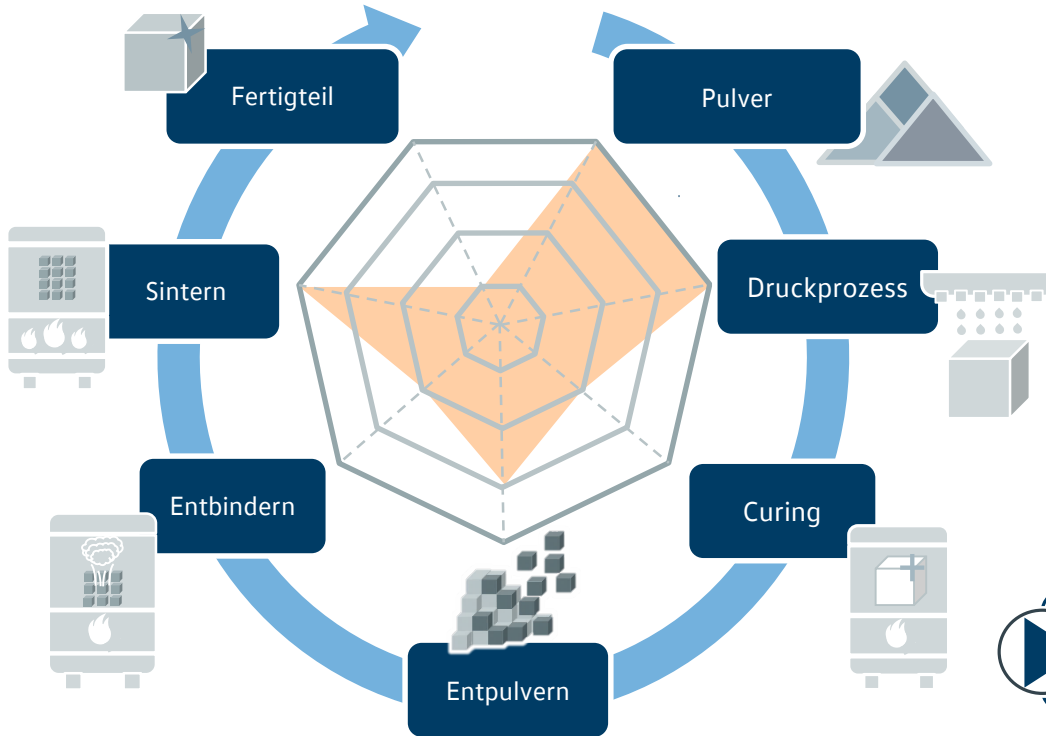 Fertigteil
Pulver
Sintern
Druckprozess
Entbindern
Curing
Entpulvern